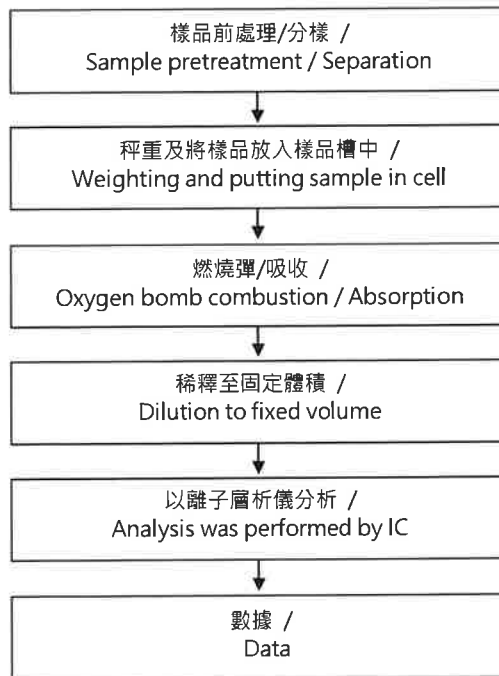 樣品前處理/分樣 /
Sample pretreatment / Separation
秤重及將樣品放入樣品槽中 /
Weighting and putting sample in cell
燃燒彈/吸收 /
Oxygen bomb combustion / Absorption
稀釋至固定體積 /
Dilution to fixed volume
以離子層析儀分析 /
Analysis was performed by IC
數據 /
Data